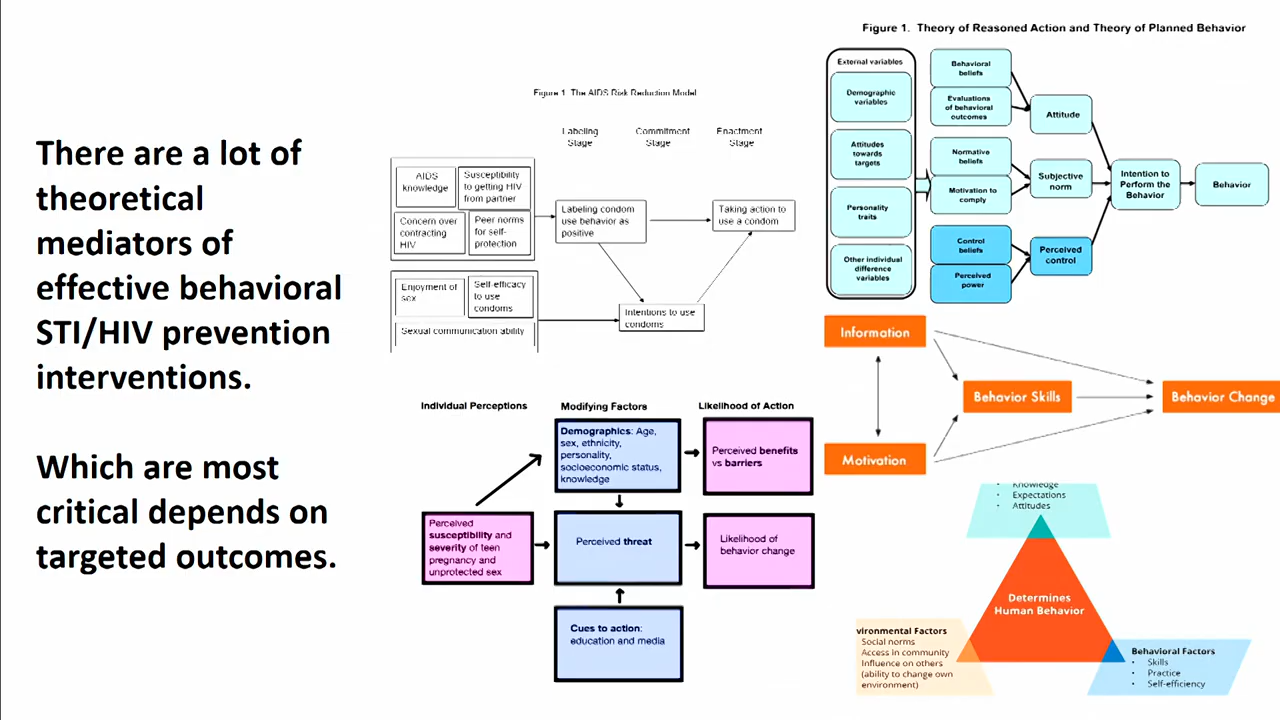 There are a lot of
theoretical
mediators of
effective behavioral
STI/HIV prevention
interventions.
Which are most
critical depends on
targeted outcomes.
Figure 1. The AIDS Risk Reduction Model
Labeling
Stage
Commitment
Stage
Enactment
Stage
AIDS
knowledge
Susceptibility
to getting HIV
from partner
Concern over
contracting
HIV
Peer norms
for self-
protection
Labeling condom
use behavior as
positive
Taking action to
use a condom
Enjoyment of
sex
Self-efficacy
to use
condoms
Sexual communication ability
Intentions to use
condoms
Figure 1. Theory of Reasoned Action and Theory of Planned Behavior
External variables
Demographic
variables
Attitudes
towards
targets
Personality
traits
Other individual
difference
variables
Behavioral
beliefs
Evaluations
of behavioral
outcomes
Normative
beliefs
Motivation to
comply
Control
beliefs
Perceived
power
Attitude
Subjective
norm
Perceived
control
Intention to
Perform the
Behavior
Behavior
Individual Perceptions
Modifying Factors
Likelihood of Action
Demographics: Age,
sex, ethnicity,
personality,
socioeconomic status,
knowledge
Perceived benefits
vs barriers
Perceived
susceptibility and
severity of teen
pregnancy and
unprotected sex
Perceived threat
Likelihood of
behavior change
Cues to action:
education and media
Information
Motivation
Behavior Skills
Behavior Change
• Knowledge
• Expectations
• Attitudes
Determines
Human Behavior
vironmental Factors
Social norms
Access in community
Influence on others
(ability to change own
environment)
Behavioral Factors
• Skills
• Practice
• Self-efficiency